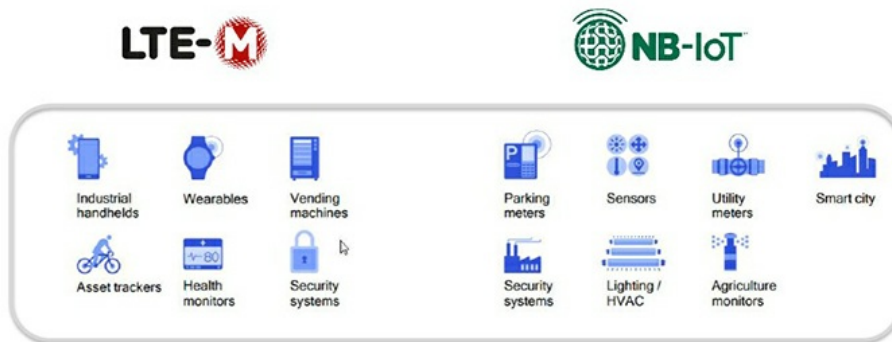 LTE-M
NB-IoT
P
Industrial
handhelds
Wearables
Vending
machines
Parking
meters
Sensors
Utility
meters
Smart city
80
Asset trackers
Health
monitors
Security
systems
Security
systems
Lighting /
HVAC
Agriculture
monitors